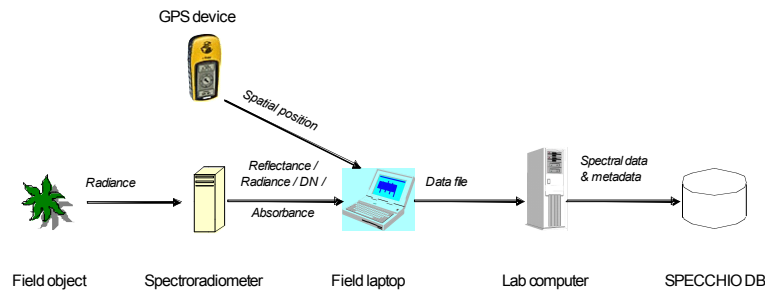 GPS device
Spatial position
Radiance
Reflectance /
Radiance / DN /
Absorbance
Data file
Spectral data
& metadata
Field object
Spectroradiometer
Field laptop
Lab computer
SPECCHIO DB